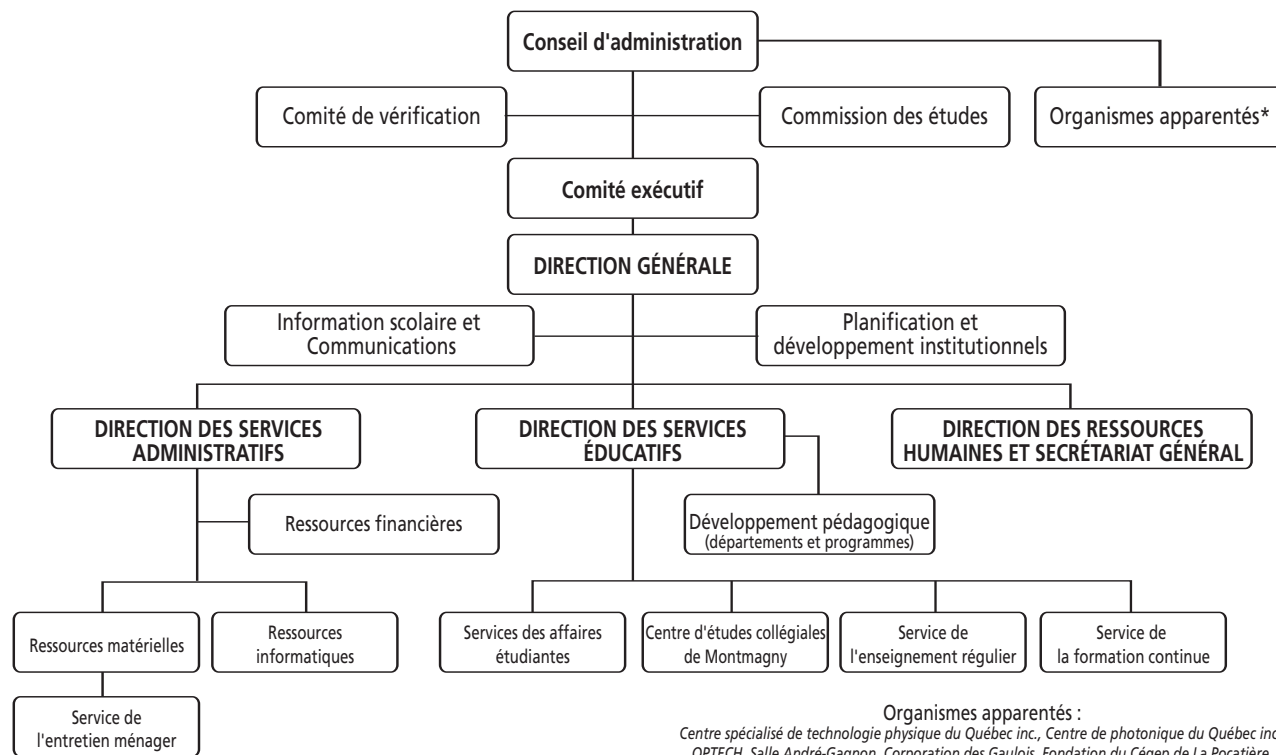 Conseil d'administration
Comité de vérification
Commission des études
Organismes apparentés*
Comité exécutif
DIRECTION GÉNÉRALE
Information scolaire et
Communications
Planification et
développement institutionnels
DIRECTION DES SERVICES
ADMINISTRATIFS
DIRECTION DES SERVICES
ÉDUCATIFS
DIRECTION DES RESSOURCES
HUMAINES ET SECRÉTARIAT GÉNÉRAL
Ressources financières
Développement pédagogique
(départements et programmes)
Ressources matérielles
Ressources
informatiques
Services des affaires
étudiantes
Centre d'études collégiales
de Montmagny
Service de
l'enseignement régulier
Service de
la formation continue
Service de
l'entretien ménager
Organismes apparentés :
Centre spécialisé de technologie physique du Québec inc., Centre de photonique du Québec inc
OPTECH, Salle André-Gagnon, Corporation des Gaulois, Fondation du Cégep de La Pocatière